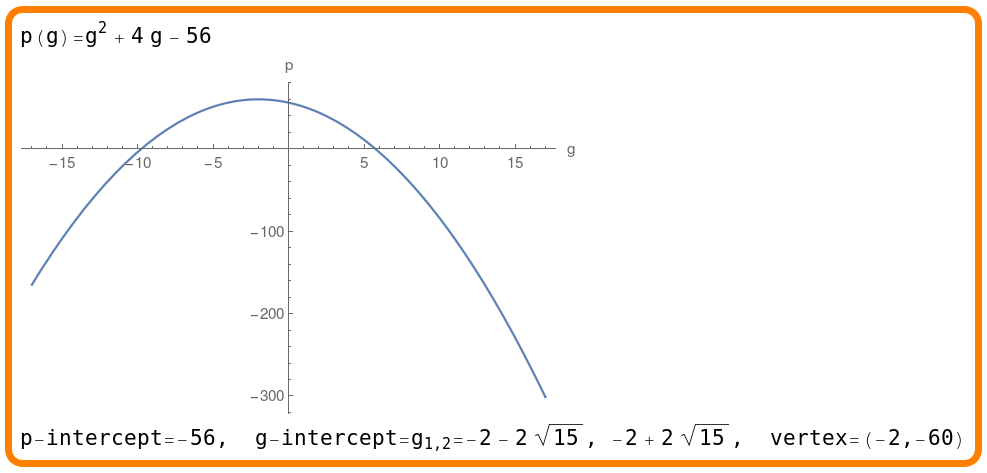 p(g)=g² + 4 g − 56
p
g
−15 −10 −5 5 10 15
−100
−200
−300
p−intercept=−56, g−intercept=g₁,₂=−2 − 2 √15, −2 + 2 √15, vertex=(−2,−60)